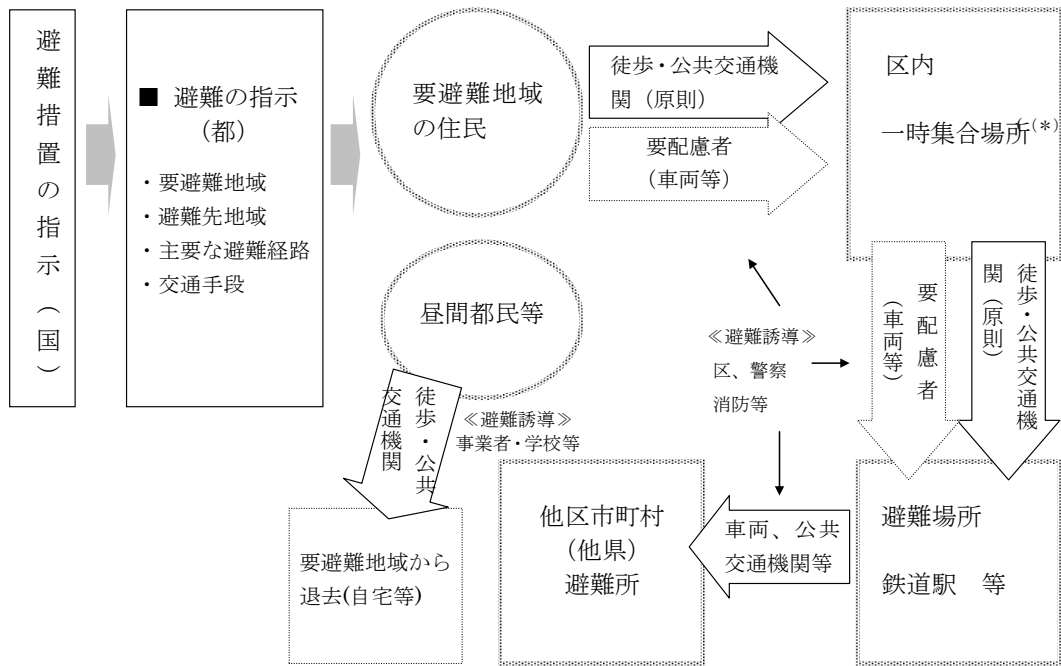 避難措置の指示（国）
■ 避難の指示
（都）
・要避難地域
・避難先地域
・主要な避難経路
・交通手段
要避難地域
の住民
徒歩・公共交通機
関（原則）
要配慮者
（車両等）
区内
一時集合場所(*)
昼間都民等
徒歩・公共
交通機関
≪避難誘導≫
事業者・学校等
要避難地域から
退去(自宅等)
≪避難誘導≫
区、警察
消防等
要配慮者
（車両等）
徒歩・公共交通機
関（原則）
避難場所
鉄道駅　等
車両、公共
交通機関等
他区市町村
（他県）
避難所